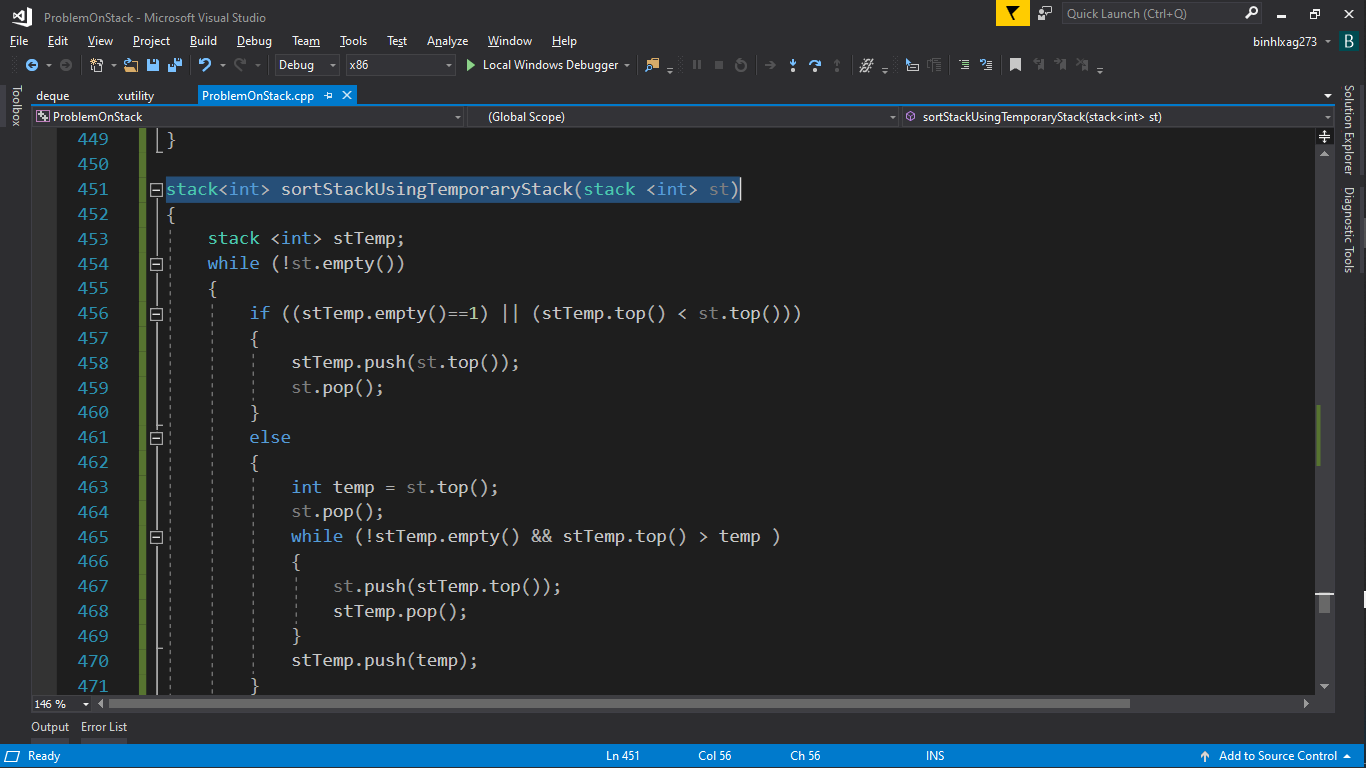 ProblemOnStack - Microsoft Visual Studio
Quick Launch (Ctrl+Q)
File Edit View Project Build Debug Team Tools Test Analyze Window Help
binhlxag273
B
Debug
x86
Local Windows Debugger
Toolbox
deque
xutility
ProblemOnStack.cpp
ProblemOnStack
(Global Scope)
sortStackUsingTemporaryStack(stack<int> st)
449 }
450
451 stack<int> sortStackUsingTemporaryStack(stack <int> st)
452 {
453 stack <int> stTemp;
454 while (!st.empty())
455 {
456 if ((stTemp.empty()==1) || (stTemp.top() < st.top()))
457 {
458 stTemp.push(st.top());
459 st.pop();
460 }
461 else
462 {
463 int temp = st.top();
464 st.pop();
465 while (!stTemp.empty() && stTemp.top() > temp )
466 {
467 st.push(stTemp.top());
468 stTemp.pop();
469 }
470 stTemp.push(temp);
471 }
Solution Explorer
Diagnostic Tools
146 %
Output Error List
Ready
Ln 451
Col 56
Ch 56
INS
Add to Source Control